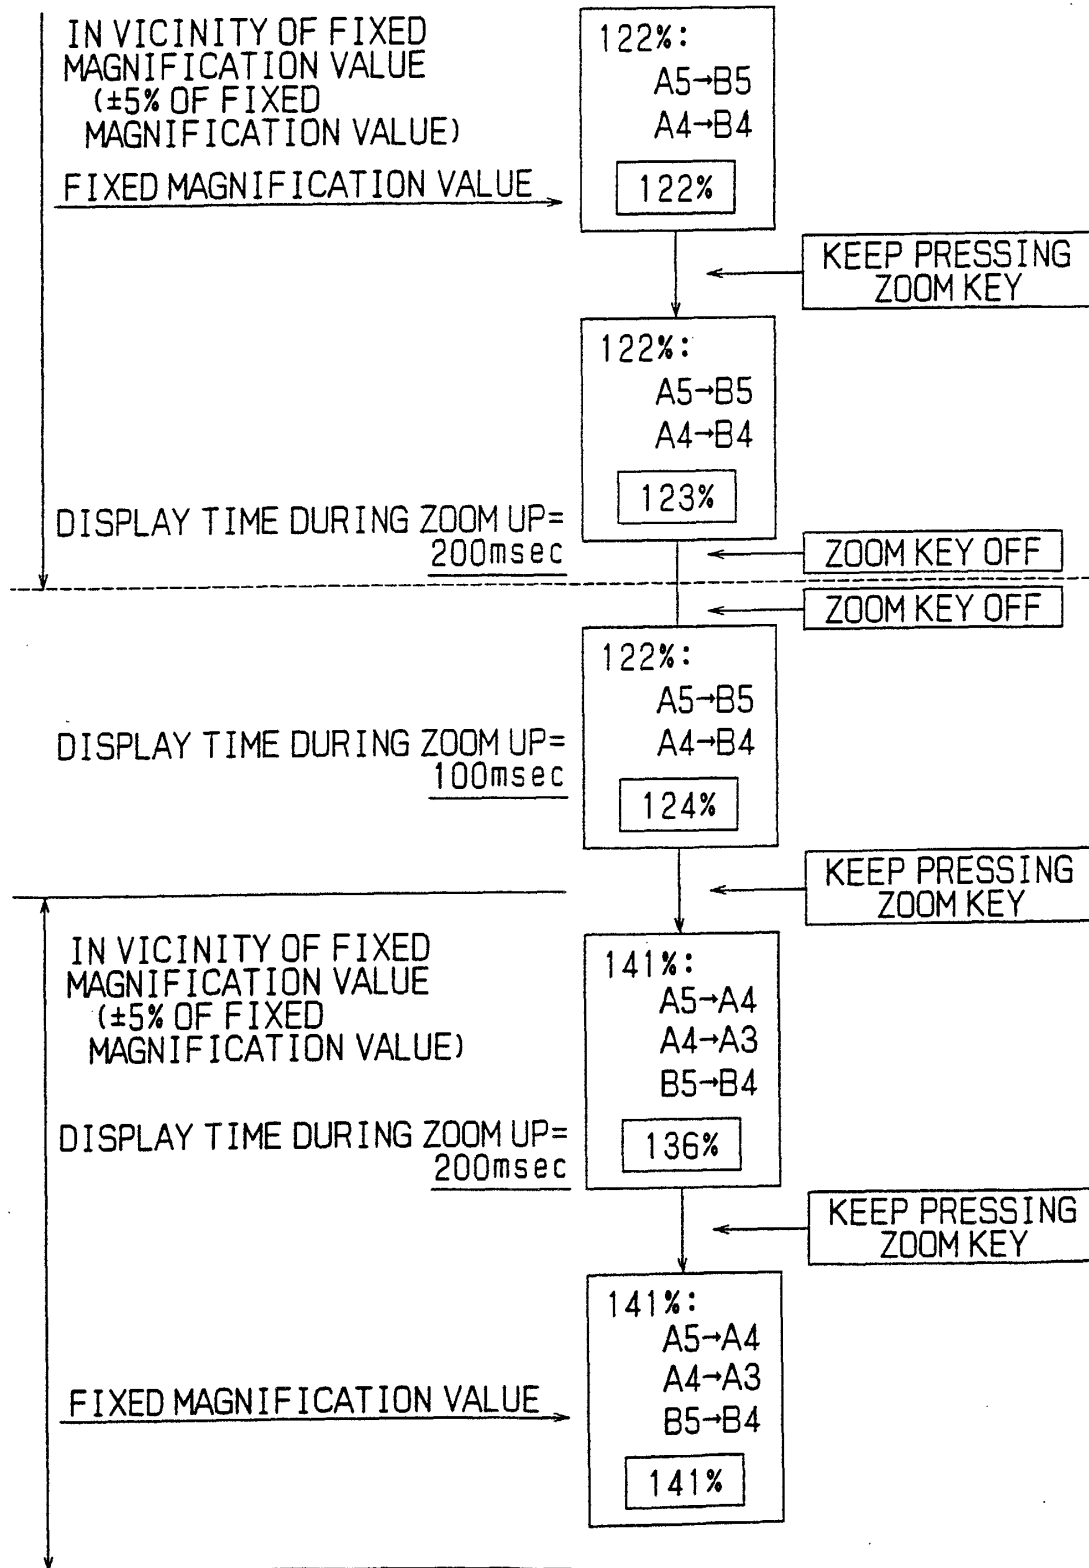 IN VICINITY OF FIXED
MAGNIFICATION VALUE
(±5% OF FIXED
MAGNIFICATION VALUE)
FIXED MAGNIFICATION VALUE
122%:
A5→B5
A4→B4
122%
KEEP PRESSING
ZOOM KEY
122%:
A5→B5
A4→B4
123%
DISPLAY TIME DURING ZOOM UP=
200msec
ZOOM KEY OFF
ZOOM KEY OFF
122%:
A5→B5
A4→B4
124%
DISPLAY TIME DURING ZOOM UP=
100msec
KEEP PRESSING
ZOOM KEY
IN VICINITY OF FIXED
MAGNIFICATION VALUE
(±5% OF FIXED
MAGNIFICATION VALUE)
141%:
A5→A4
A4→A3
B5→B4
136%
DISPLAY TIME DURING ZOOM UP=
200msec
KEEP PRESSING
ZOOM KEY
141%:
A5→A4
A4→A3
B5→B4
141%
FIXED MAGNIFICATION VALUE